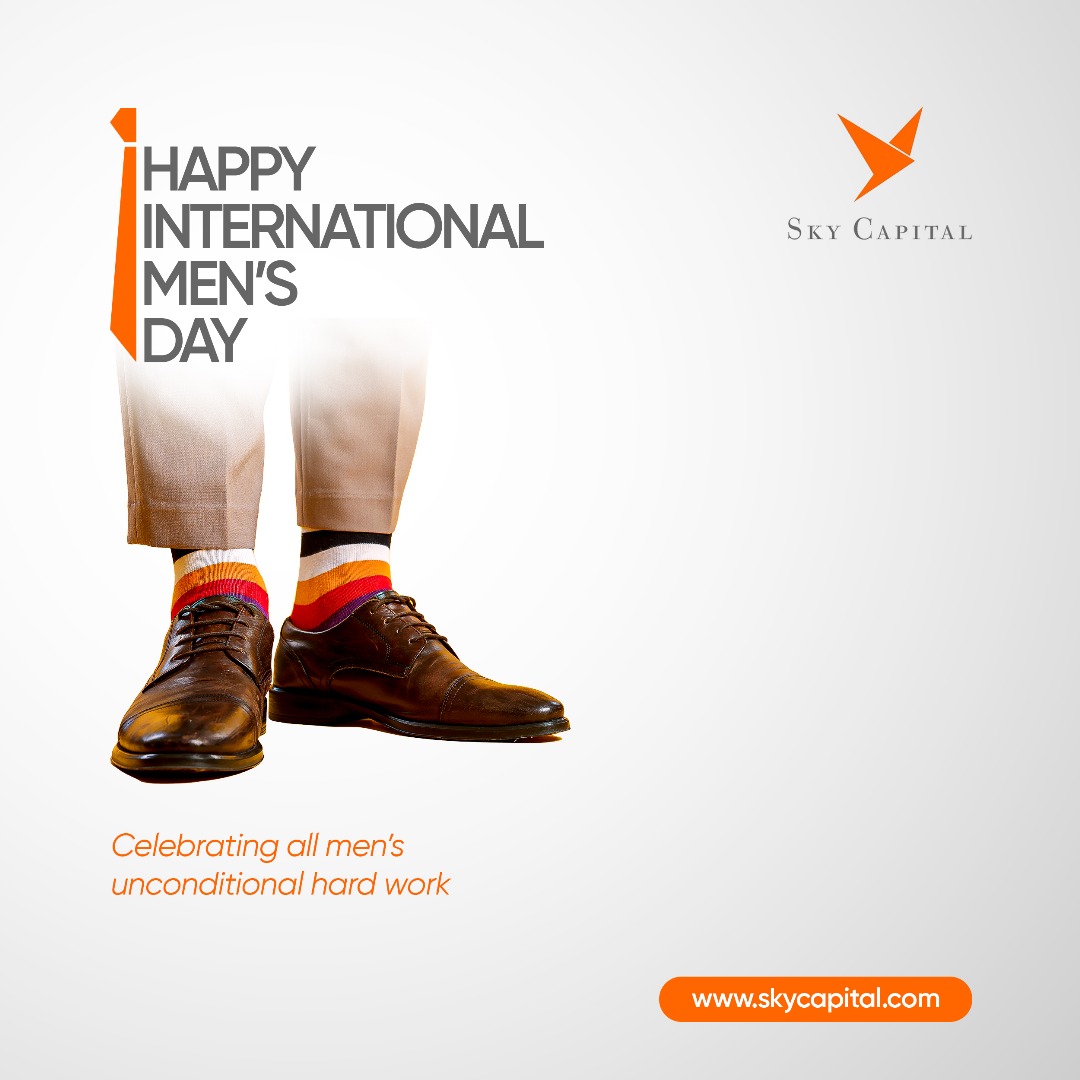 HAPPY
INTERNATIONAL
MEN’S
DAY
SKY CAPITAL
Celebrating all men’s
unconditional hard work
www.skycapital.com